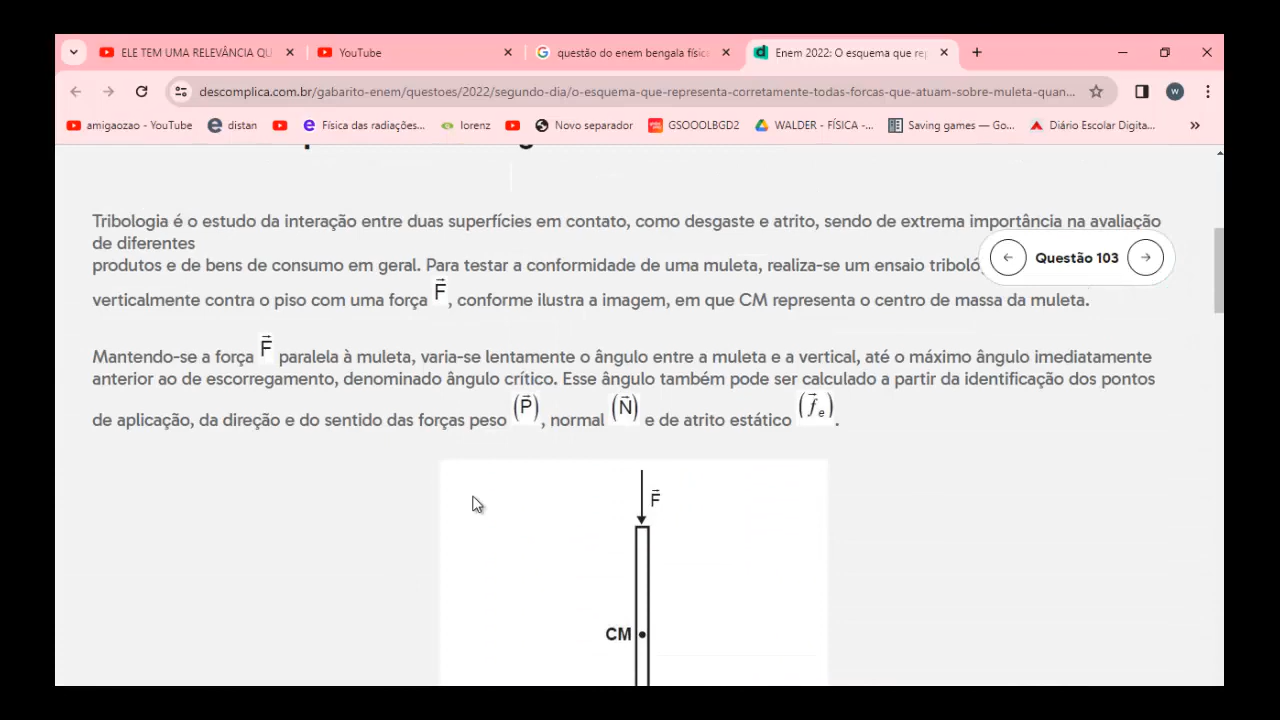 ELE TEM UMA RELEVÂNCIA QU
YouTube
questão do enem bengala físic
Enem 2022: O esquema que rep
descomplica.com.br/gabarito-enem/questoes/2022/segundo-dia/o-esquema-que-representa-corretamente-todas-forcas-que-atuam-sobre-muleta-quan...
W
amigaozao - YouTube
distan
Física das radiações...
lorenz
Novo separador
GSOOOLBGD2
WALDER - FÍSICA -...
Saving games — Go...
Diário Escolar Digita...
Tribologia é o estudo da interação entre duas superfícies em contato, como desgaste e atrito, sendo de extrema importância na avaliação
de diferentes
produtos e de bens de consumo em geral. Para testar a conformidade de uma muleta, realiza-se um ensaio
Questão 103
verticalmente contra o piso com uma força F⃗, conforme ilustra a imagem, em que CM representa o centro de massa da muleta.
Mantendo-se a força F⃗ paralela à muleta, varia-se lentamente o ângulo entre a muleta e a vertical, até o máximo ângulo imediatamente
anterior ao de escorregamento, denominado ângulo crítico. Esse ângulo também pode ser calculado a partir da identificação dos pontos
de aplicação, da direção e do sentido das forças peso (P⃗), normal (N⃗) e de atrito estático (f⃗e).
F⃗
CM